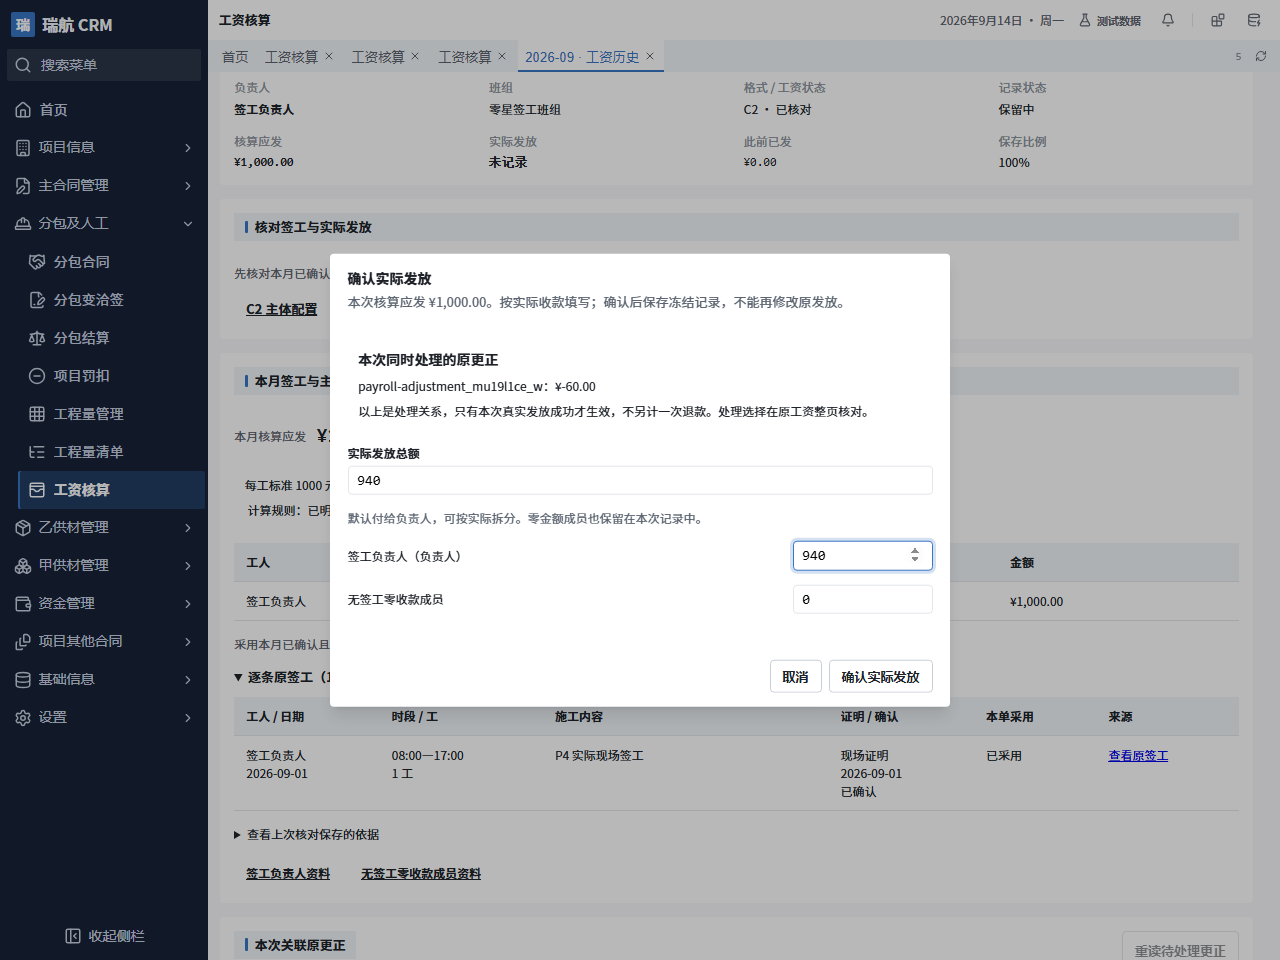 瑞 瑞航 CRM
搜索菜单
首页
项目信息
主合同管理
分包及人工
分包合同
分包变洽签
分包结算
项目罚扣
工程量管理
工程量清单
工资核算
乙供材管理
甲供材管理
资金管理
项目其他合同
基础信息
设置
收起侧栏
工资核算
2026年9月14日 · 周一 测试数据
首页 工资核算 工资核算 工资核算 2026-09 · 工资历史 5
负责人 班组 格式 / 工资状态 记录状态
签工负责人 零星签工班组 C2 · 已核对 保留中
核算应发 实际发放 此前已发 保存比例
¥1,000.00 未记录 ¥0.00 100%
核对签工与实际发放
先核对本月已确认
C2 主体配置
本月签工与主
本月核算应发
每工标准 1000 元
计算规则：已明
工人 金额
签工负责人 ¥1,000.00
采用本月已确认且
逐条原签工
工人 / 日期 时段 / 工 施工内容 证明 / 确认 本单采用 来源
签工负责人 08:00—17:00 P4 实际现场签工 现场证明 已采用 查看原签工
2026-09-01 1 工 2026-09-01
已确认
查看上次核对保存的依据
签工负责人资料 无签工零收款成员资料
本次关联原更正 重读待处理更正
确认实际发放
本次核算应发 ¥1,000.00。按实际收款填写；确认后保存冻结记录，不能再修改原发放。
本次同时处理的原更正
payroll-adjustment_mu19l1ce_w：¥-60.00
以上是处理关系，只有本次真实发放成功才生效，不另计一次退款。处理选择在原工资整页核对。
实际发放总额
940
默认付给负责人，可按实际拆分。零金额成员也保留在本次记录中。
签工负责人（负责人） 940
无签工零收款成员 0
取消 确认实际发放